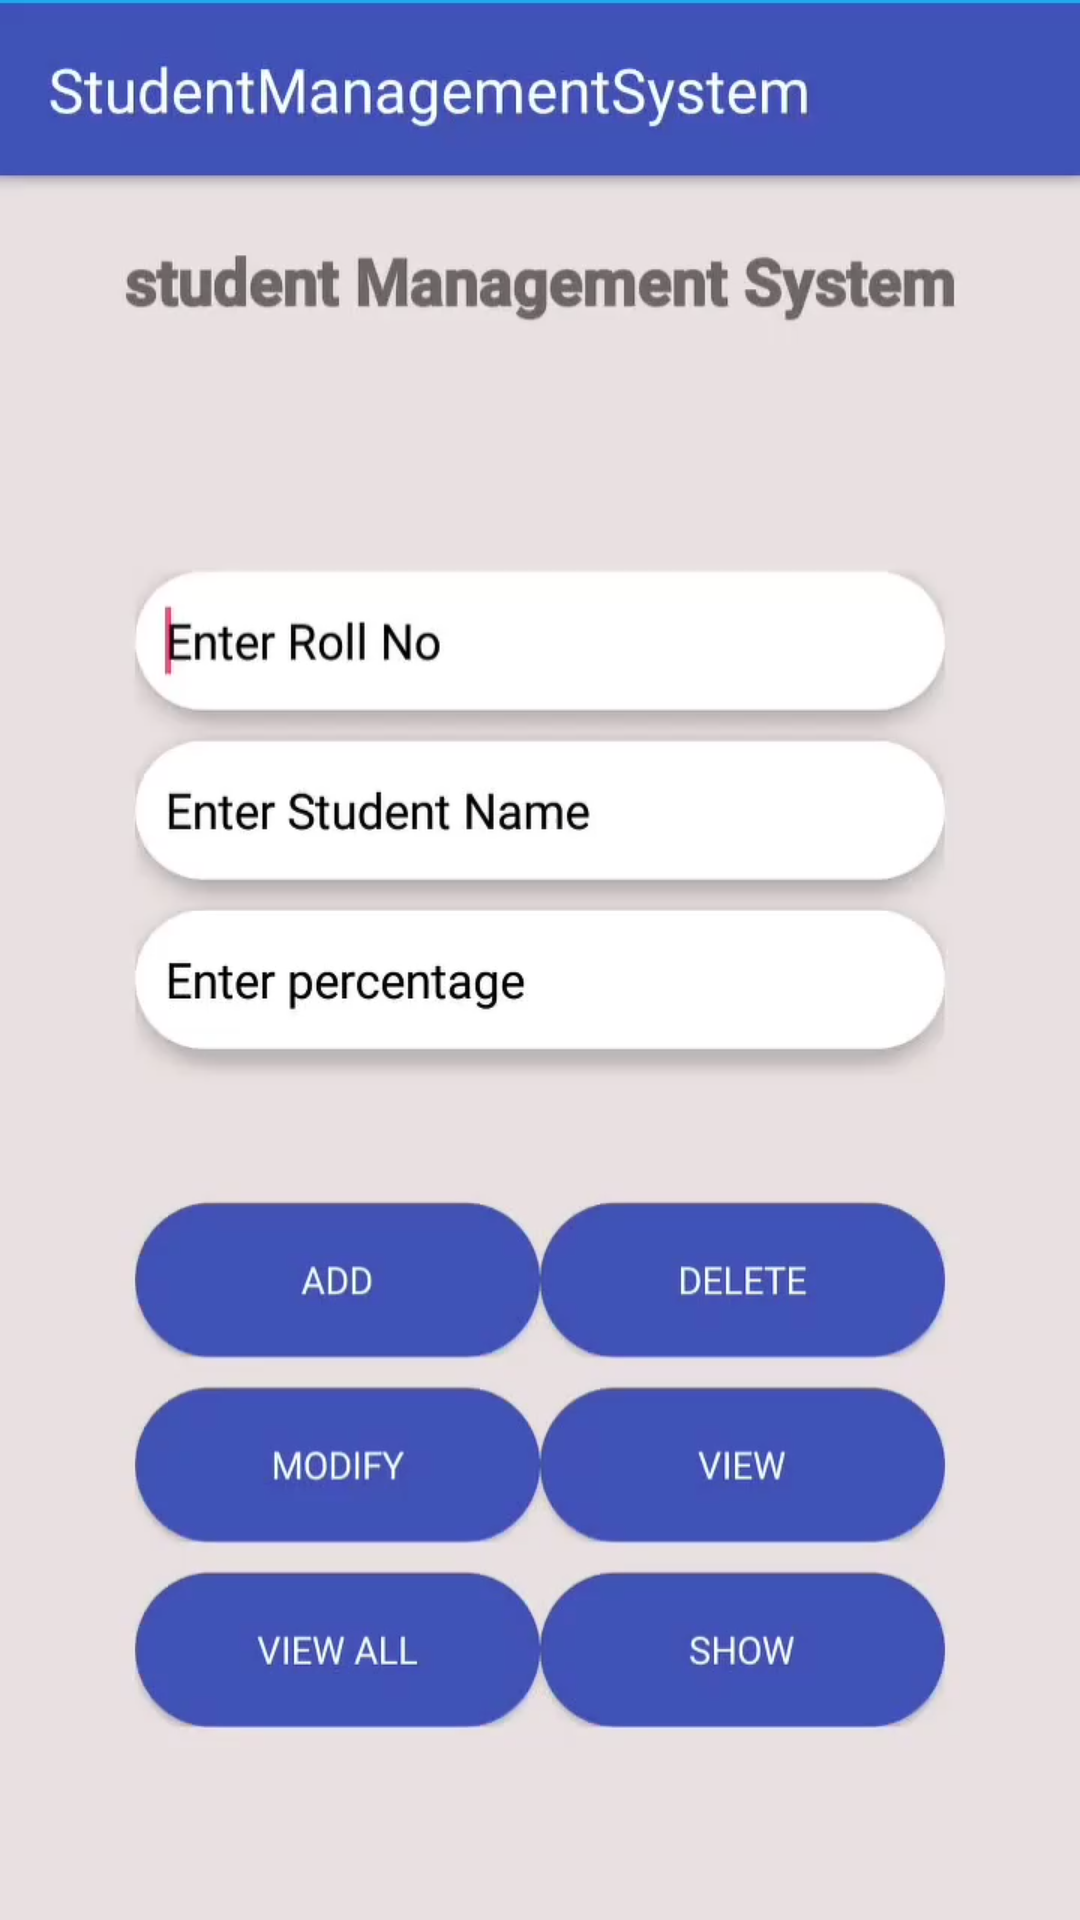 StudentManagementSystem
student Management System
Enter Roll No
Enter Student Name
Enter percentage
ADD DELETE
MODIFY VIEW
VIEW ALL SHOW